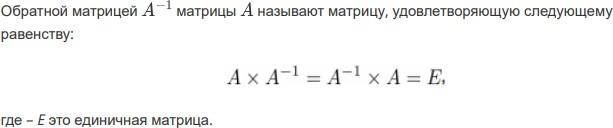 Обратной матрицей A⁻¹ матрицы A называют матрицу, удовлетворяющую следующему
равенству:
A × A⁻¹ = A⁻¹ × A = E,
где – E это единичная матрица.